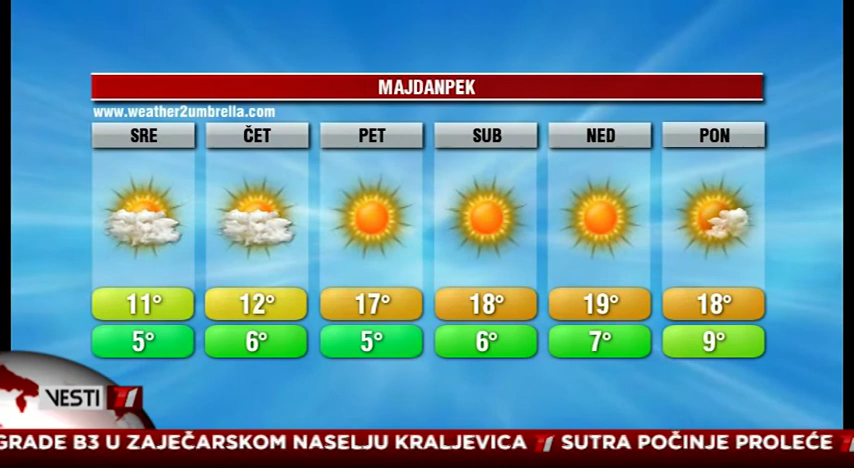 MAJDANPEK
www.weather2umbrella.com
SRE ČET PET SUB NED PON
11° 12° 17° 18° 19° 18°
5° 6° 5° 6° 7° 9°
VESTI
GRADE B3 U ZAJEČARSKOM NASELJU KRALJEVICA SUTRA POČINJE PROLEĆE